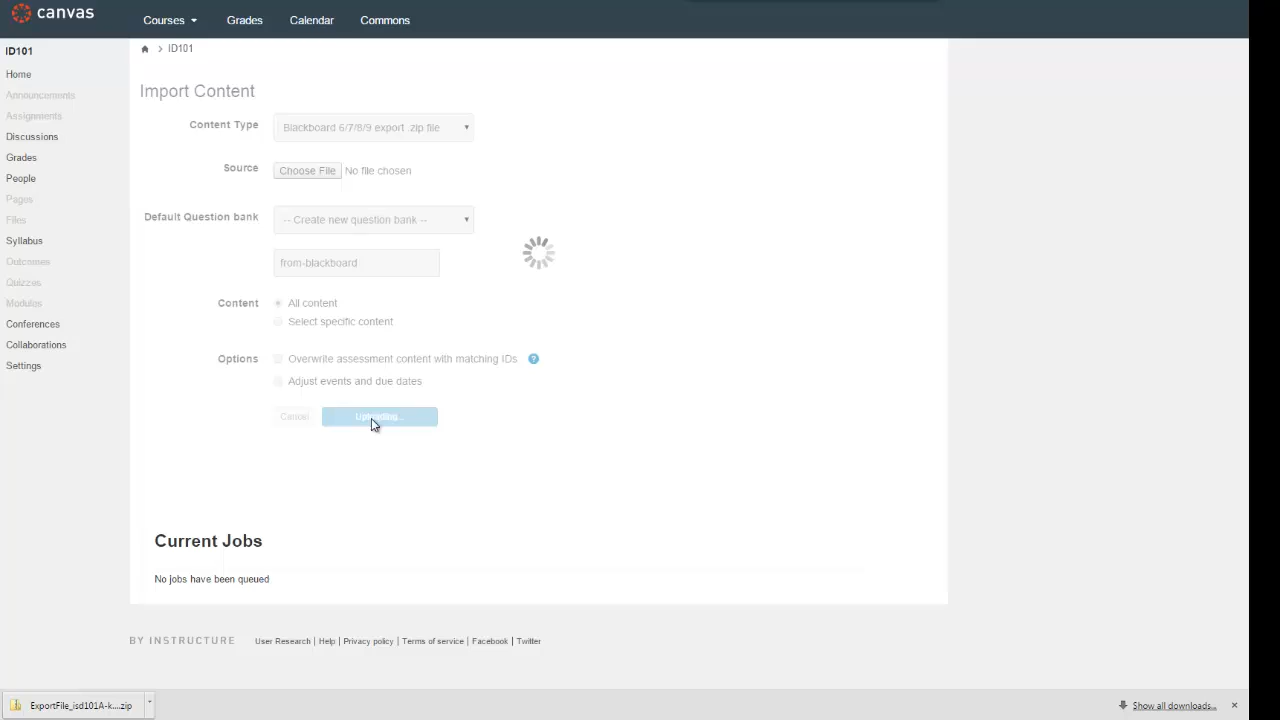 canvas
Courses
Grades
Calendar
Commons
ID101
Home
Announcements
Assignments
Discussions
Grades
People
Pages
Files
Syllabus
Outcomes
Quizzes
Modules
Conferences
Collaborations
Settings
> ID101
Import Content
Content Type
Blackboard 6/7/8/9 export .zip file
Source
Choose File No file chosen
Default Question bank
-- Create new question bank --
from-blackboard
Content
All content
Select specific content
Options
Overwrite assessment content with matching IDs ?
Adjust events and due dates
Cancel
Uploading...
Current Jobs
No jobs have been queued
BY INSTRUCTURE
User Research | Help | Privacy policy | Terms of service | Facebook | Twitter
ExportFile_isd101A-k....zip
Show all downloads...